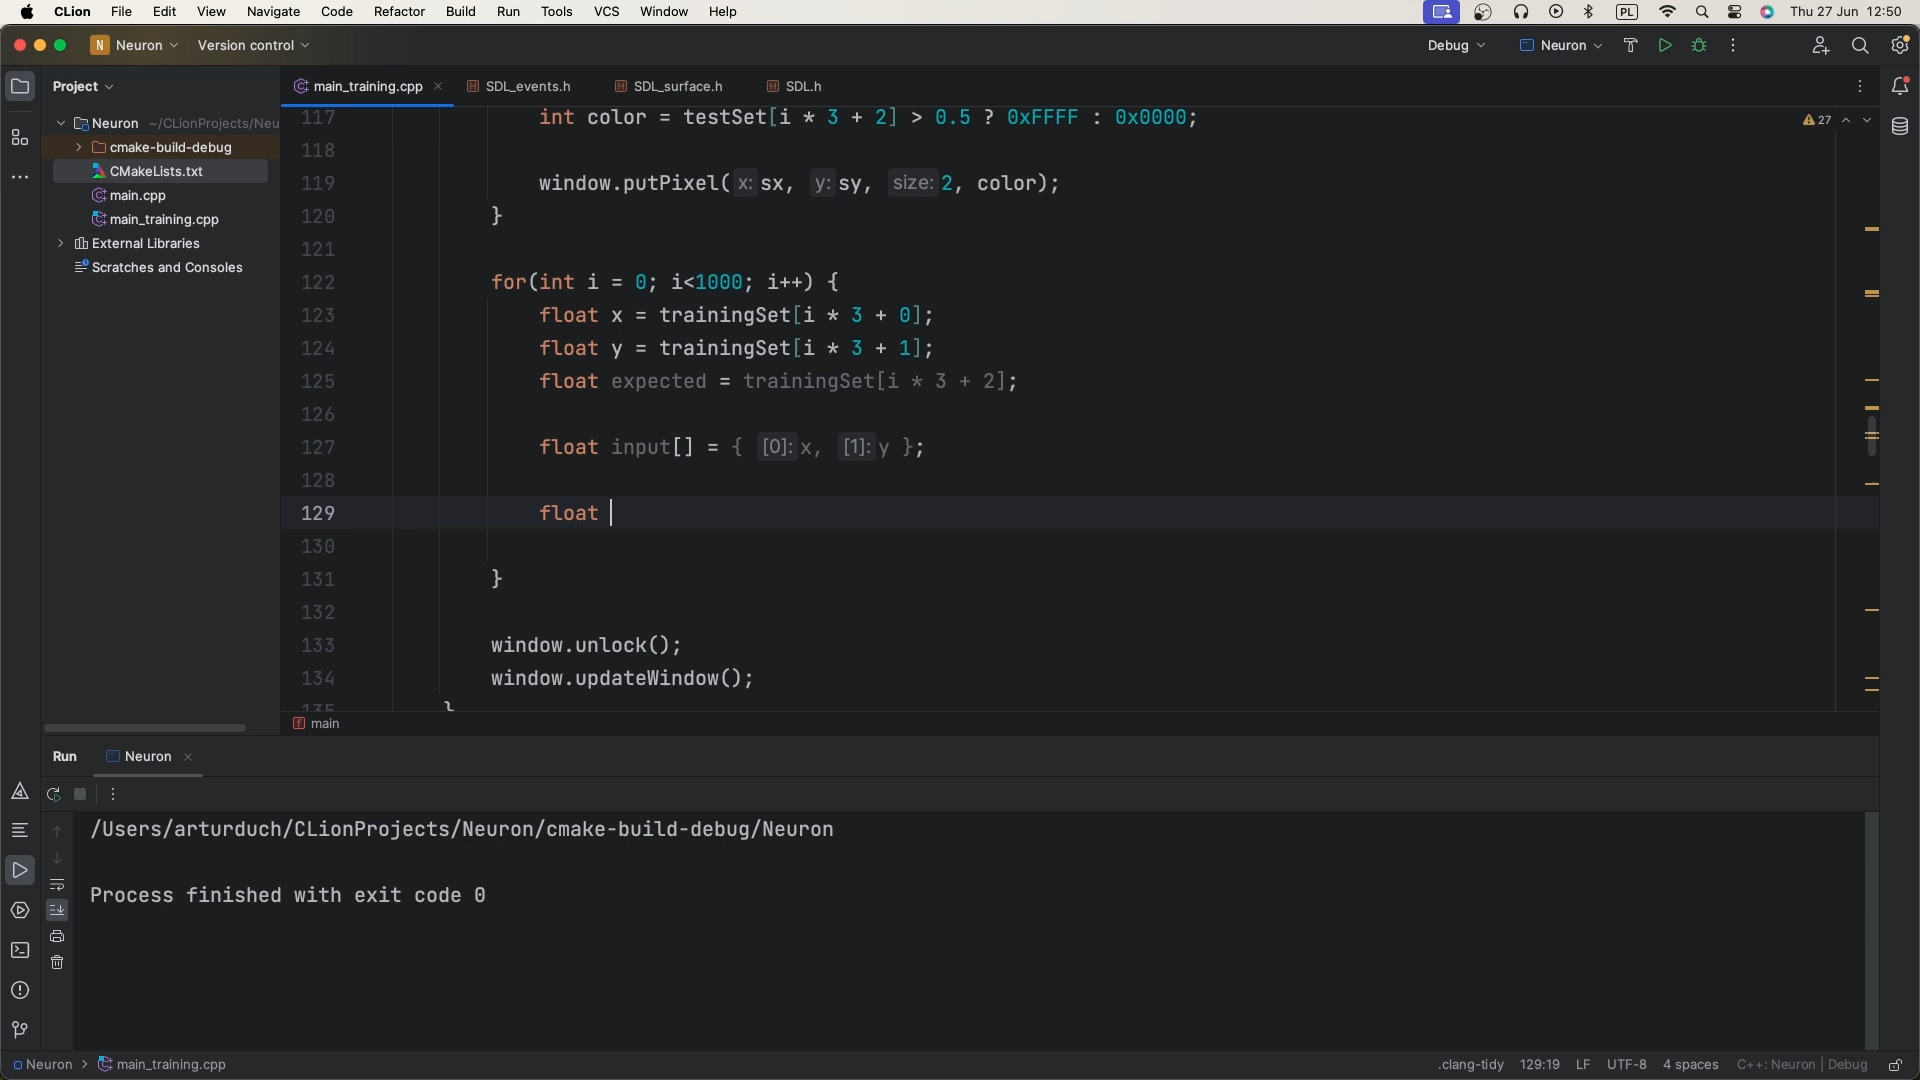 CLion File Edit View Navigate Code Refactor Build Run Tools VCS Window Help PL Thu 27 Jun 12:50
N Neuron Version control Debug Neuron
Project main_training.cpp SDL_events.h SDL_surface.h SDL.h
Neuron ~/CLionProjects/Neu
cmake-build-debug
CMakeLists.txt
main.cpp
main_training.cpp
External Libraries
Scratches and Consoles
27
117 int color = testSet[i * 3 + 2] > 0.5 ? 0xFFFF : 0x0000;
118
119 window.putPixel( x: sx, y: sy, size: 2, color);
120 }
121
122 for(int i = 0; i<1000; i++) {
123 float x = trainingSet[i * 3 + 0];
124 float y = trainingSet[i * 3 + 1];
125 float expected = trainingSet[i * 3 + 2];
126
127 float input[] = { [0]: x, [1]: y };
128
129 float
130
131 }
132
133 window.unlock();
134 window.updateWindow();
135 }
main
Run Neuron
/Users/arturduch/CLionProjects/Neuron/cmake-build-debug/Neuron
Process finished with exit code 0
Neuron > main_training.cpp .clang-tidy 129:19 LF UTF-8 4 spaces C++: Neuron | Debug